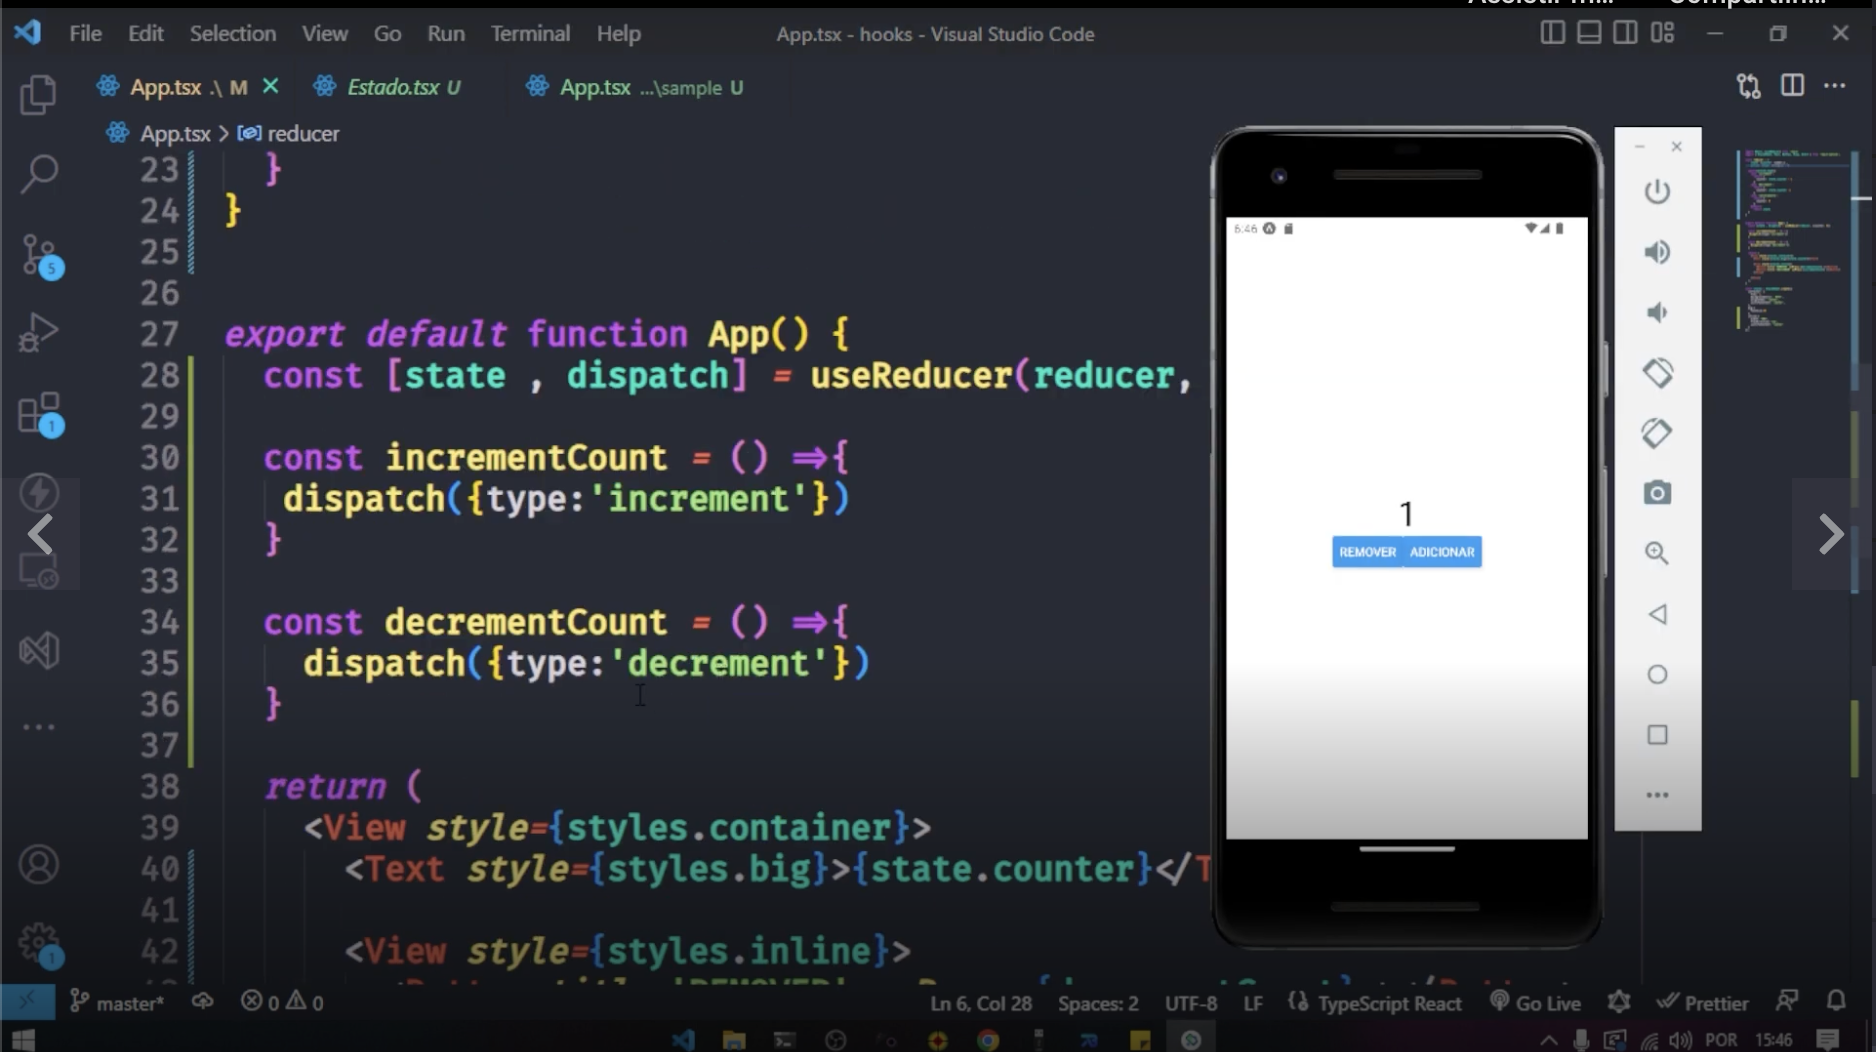 File Edit Selection View Go Run Terminal Help
App.tsx - hooks - Visual Studio Code
App.tsx .\ M
Estado.tsx U
App.tsx ...\sample U
App.tsx > reducer
23 }
24 }
25
26
27 export default function App() {
28 const [state , dispatch] = useReducer(reducer,
29
30 const incrementCount = () =>{
31 dispatch({type:'increment'})
32 }
33
34 const decrementCount = () =>{
35 dispatch({type:'decrement'})
36 }
37
38 return (
39 <View style={styles.container}>
40 <Text style={styles.big}>{state.counter}</T
41
42 <View style={styles.inline}>
5
1
1
6:46
1
REMOVER ADICIONAR
master* 0 0 Ln 6, Col 28 Spaces: 2 UTF-8 LF TypeScript React Go Live Prettier
POR 15:46